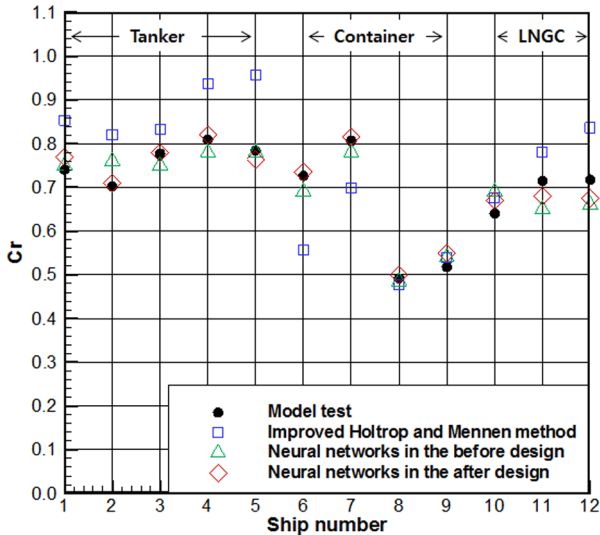 1.1
Tanker Container LNGC
1.0
0.9
0.8
0.7
0.6
Cr
0.5
0.4
0.3
0.2
Model test
Improved Holtrop and Mennen method
0.1
Neural networks in the before design
Neural networks in the after design
0.0
1 2 3 4 5 6 7 8 9 10 11 12
Ship number